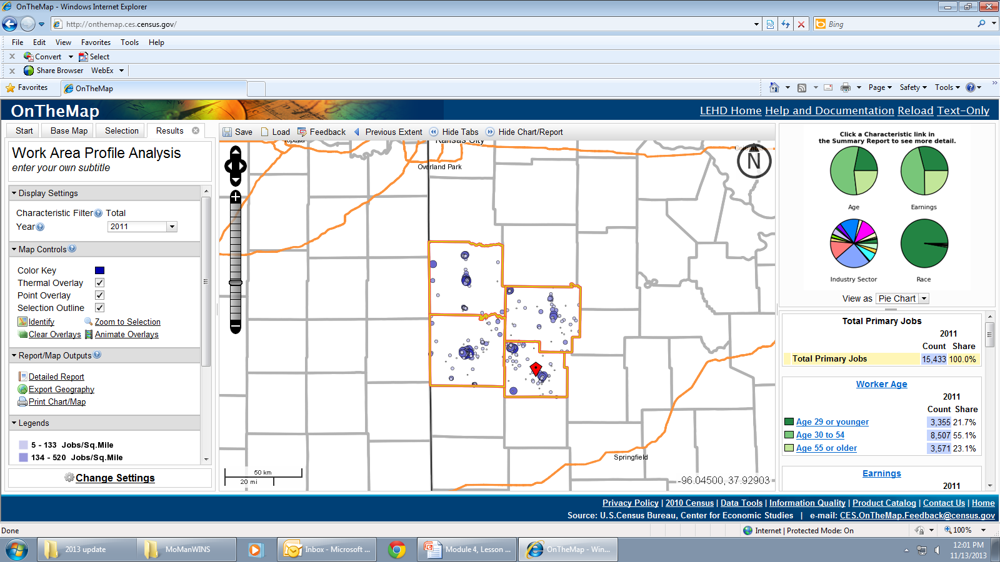 OnTheMap - Windows Internet Explorer
http://onthemap.ces.census.gov/
Bing
File Edit View Favorites Tools Help
x Convert Select
x Share Browser WebEx
Favorites OnTheMap
Page Safety Tools
OnTheMap
LEHD Home Help and Documentation Reload Text-Only
Start Base Map Selection Results
Save Load Feedback Previous Extent Hide Tabs Hide Chart/Report
Work Area Profile Analysis
enter your own subtitle
Display Settings
Characteristic Filter Total
Year 2011
Map Controls
Color Key
Thermal Overlay
Point Overlay
Selection Outline
Identify Zoom to Selection
Clear Overlays Animate Overlays
Report/Map Outputs
Detailed Report
Export Geography
Print Chart/Map
Legends
5 - 133 Jobs/Sq.Mile
134 - 520 Jobs/Sq.Mile
Change Settings
Topeka
Kansas City
Overland Park
N
Springfield
50 km
20 mi
-96.04500, 37.92903
Click a Characteristic link in
the Summary Report to see more detail.
Age Earnings
Industry Sector Race
View as Pie Chart
Total Primary Jobs
2011
Count Share
Total Primary Jobs 15,433 100.0%
Worker Age
2011
Count Share
Age 29 or younger 3,355 21.7%
Age 30 to 54 8,507 55.1%
Age 55 or older 3,571 23.1%
Earnings
2011
Privacy Policy | 2010 Census | Data Tools | Information Quality | Product Catalog | Contact Us | Home
Source: U.S.Census Bureau, Center for Economic Studies | e-mail: CES.OnTheMap.Feedback@census.gov
Done
Internet | Protected Mode: On
100%
2013 update
MoManWINS
Inbox - Microsoft ...
Module 4, Lesson ...
OnTheMap - Win...
12:01 PM
11/13/2013